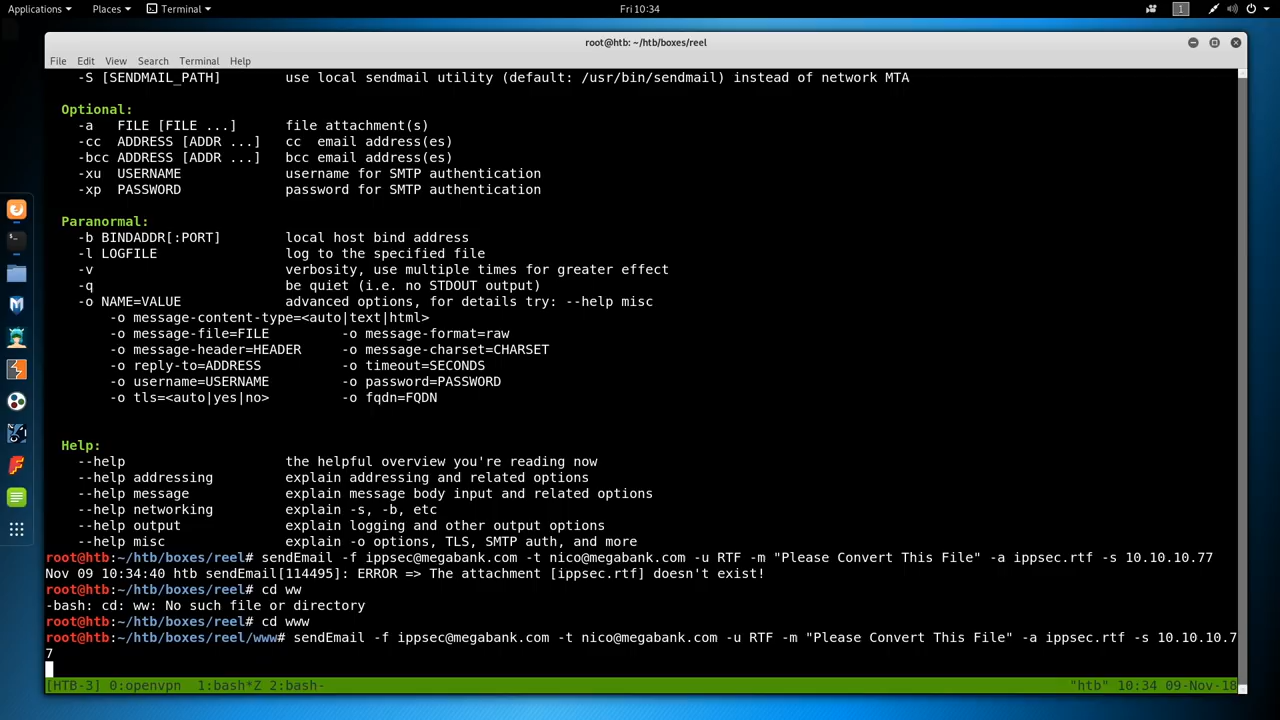 Applications Places Terminal Fri 10:34 1
root@htb: ~/htb/boxes/reel
File Edit View Search Terminal Help
-S [SENDMAIL_PATH] use local sendmail utility (default: /usr/bin/sendmail) instead of network MTA
Optional:
-a FILE [FILE ...] file attachment(s)
-cc ADDRESS [ADDR ...] cc email address(es)
-bcc ADDRESS [ADDR ...] bcc email address(es)
-xu USERNAME username for SMTP authentication
-xp PASSWORD password for SMTP authentication
Paranormal:
-b BINDADDR[:PORT] local host bind address
-l LOGFILE log to the specified file
-v verbosity, use multiple times for greater effect
-q be quiet (i.e. no STDOUT output)
-o NAME=VALUE advanced options, for details try: --help misc
-o message-content-type=<auto|text|html>
-o message-file=FILE -o message-format=raw
-o message-header=HEADER -o message-charset=CHARSET
-o reply-to=ADDRESS -o timeout=SECONDS
-o username=USERNAME -o password=PASSWORD
-o tls=<auto|yes|no> -o fqdn=FQDN
Help:
--help the helpful overview you're reading now
--help addressing explain addressing and related options
--help message explain message body input and related options
--help networking explain -s, -b, etc
--help output explain logging and other output options
--help misc explain -o options, TLS, SMTP auth, and more
root@htb:~/htb/boxes/reel# sendEmail -f ippsec@megabank.com -t nico@megabank.com -u RTF -m "Please Convert This File" -a ippsec.rtf -s 10.10.10.77
Nov 09 10:34:40 htb sendEmail[114495]: ERROR => The attachment [ippsec.rtf] doesn't exist!
root@htb:~/htb/boxes/reel# cd ww
-bash: cd: ww: No such file or directory
root@htb:~/htb/boxes/reel# cd www
root@htb:~/htb/boxes/reel/www# sendEmail -f ippsec@megabank.com -t nico@megabank.com -u RTF -m "Please Convert This File" -a ippsec.rtf -s 10.10.10.7
7
[HTB-3] 0:openvpn 1:bash*Z 2:bash- "htb" 10:34 09-Nov-18